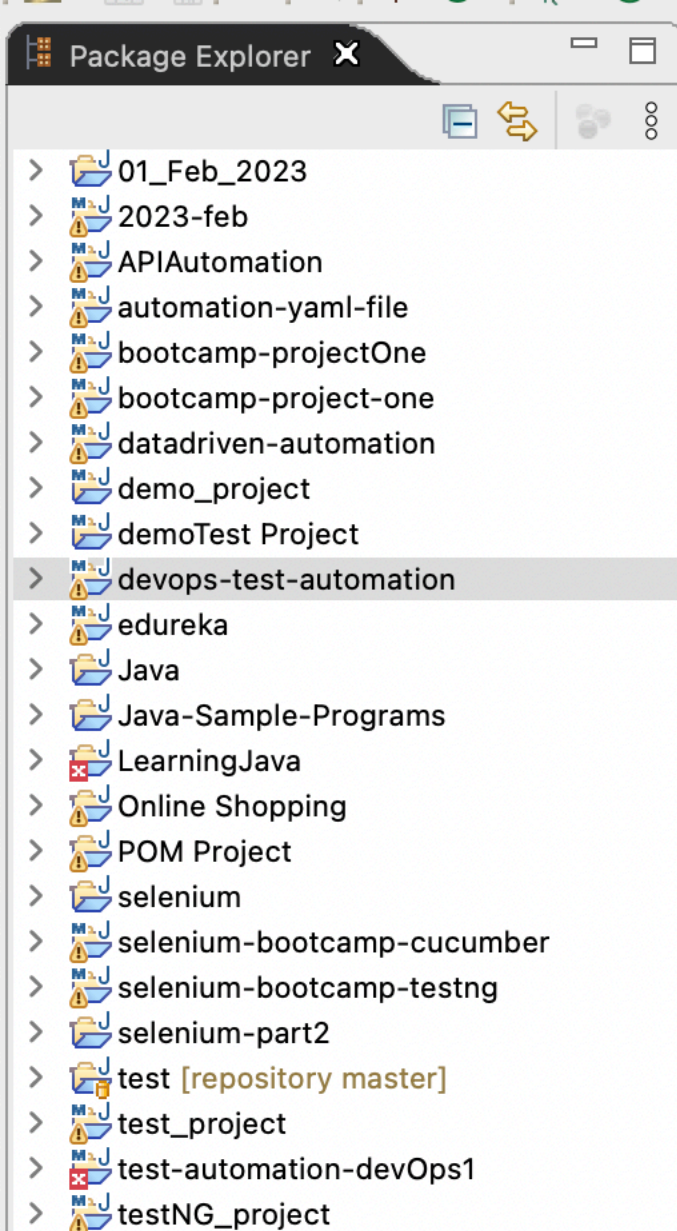 Package Explorer
01_Feb_2023
2023-feb
APIAutomation
automation-yaml-file
bootcamp-projectOne
bootcamp-project-one
datadriven-automation
demo_project
demoTest Project
devops-test-automation
edureka
Java
Java-Sample-Programs
LearningJava
Online Shopping
POM Project
selenium
selenium-bootcamp-cucumber
selenium-bootcamp-testng
selenium-part2
test [repository master]
test_project
test-automation-devOps1
testNG_project